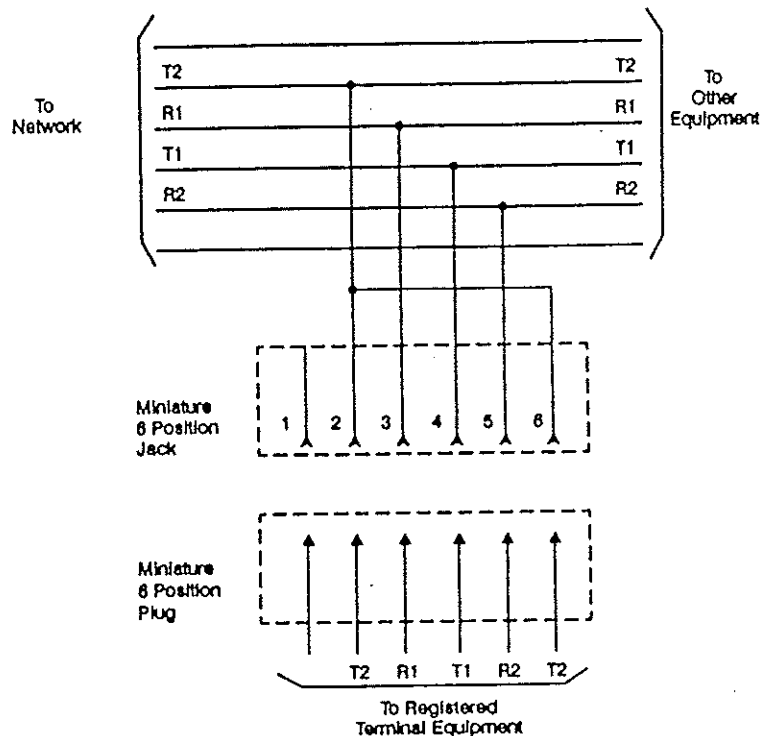 T2 T2
To Network
R1 R1
To Other Equipment
T1 T1
R2 R2
Miniature
6 Position
Jack
1 2 3 4 5 6
Miniature
6 Position
Plug
T2 R1 T1 R2 T2
To Registered
Terminal Equipment